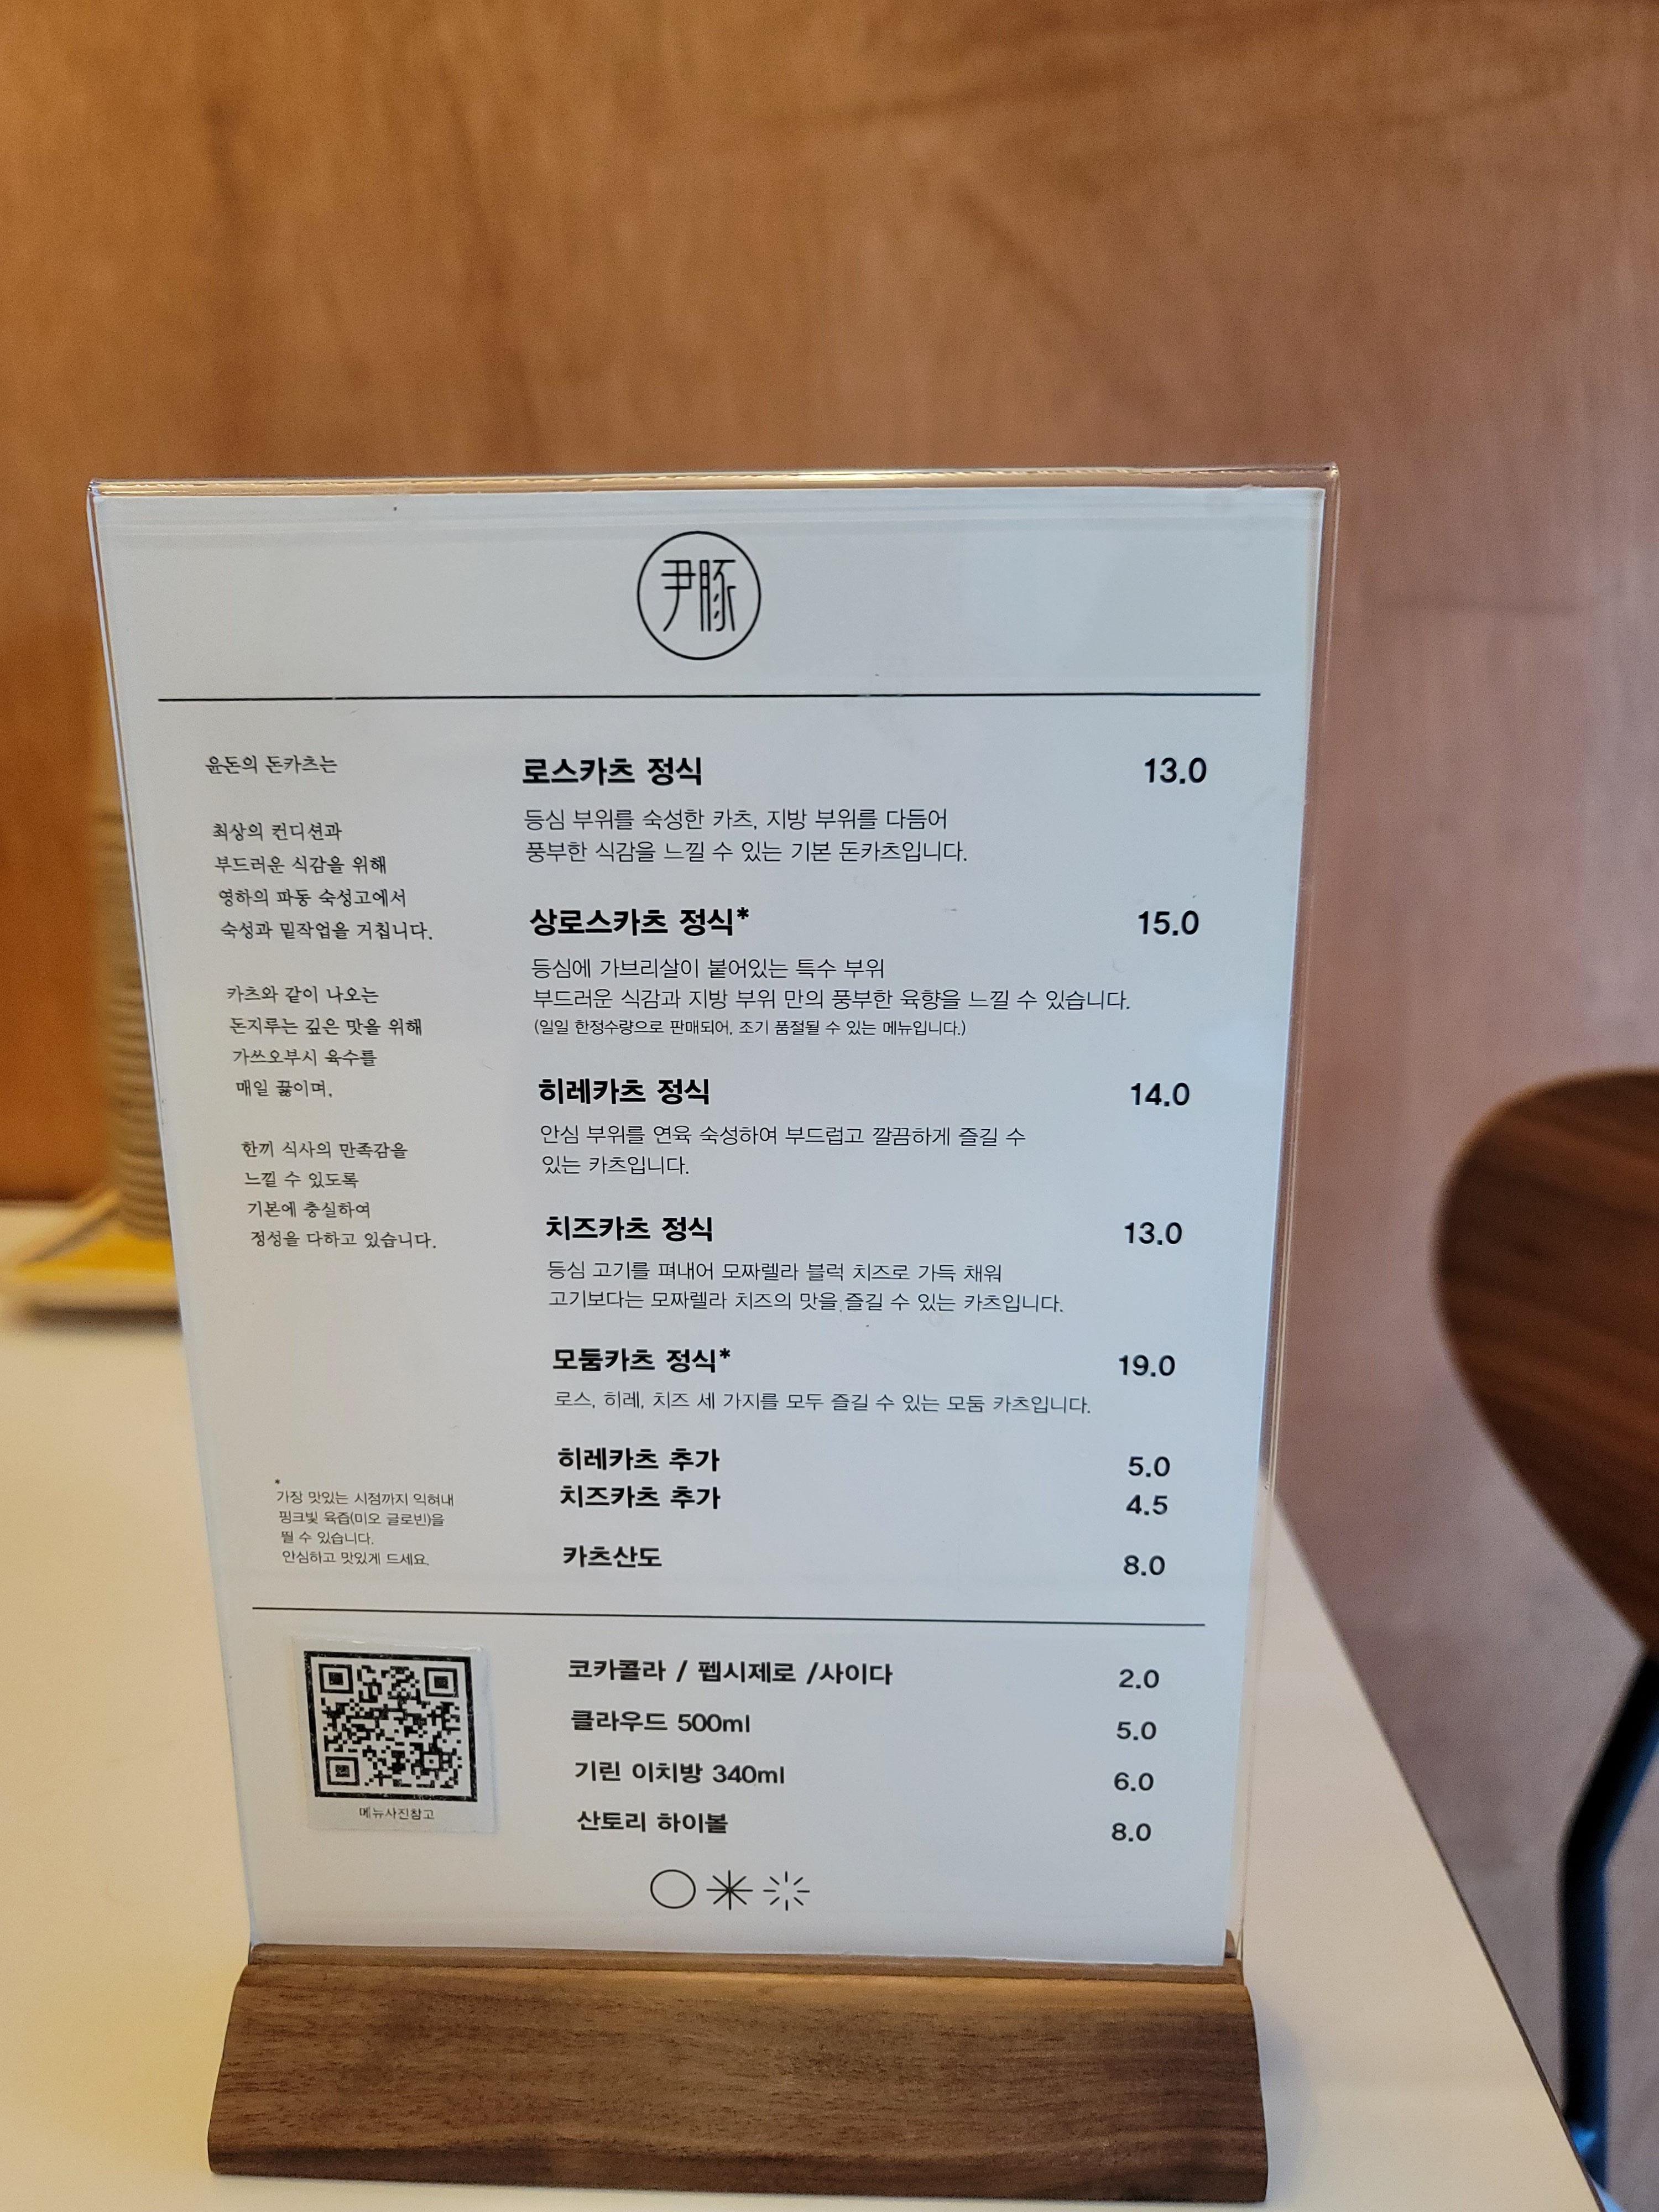 尹豚
윤돈의 돈카츠는
최상의 컨디션과
부드러운 식감을 위해
영하의 파동 숙성고에서
숙성과 밑작업을 거칩니다.
카츠와 같이 나오는
돈지루는 깊은 맛을 위해
가쓰오부시 육수를
매일 끓이며,
한끼 식사의 만족감을
느낄 수 있도록
기본에 충실하여
정성을 다하고 있습니다.
*
가장 맛있는 시점까지 익혀내
핑크빛 육즙(미오 글로빈)을
띌 수 있습니다.
안심하고 맛있게 드세요.
로스카츠 정식 13.0
등심 부위를 숙성한 카츠, 지방 부위를 다듬어
풍부한 식감을 느낄 수 있는 기본 돈카츠입니다.
상로스카츠 정식* 15.0
등심에 가브리살이 붙어있는 특수 부위
부드러운 식감과 지방 부위 만의 풍부한 육향을 느낄 수 있습니다.
(일일 한정수량으로 판매되어, 조기 품절될 수 있는 메뉴입니다.)
히레카츠 정식 14.0
안심 부위를 연육 숙성하여 부드럽고 깔끔하게 즐길 수
있는 카츠입니다.
치즈카츠 정식 13.0
등심 고기를 펴내어 모짜렐라 블럭 치즈로 가득 채워
고기보다는 모짜렐라 치즈의 맛을 즐길 수 있는 카츠입니다.
모둠카츠 정식* 19.0
로스, 히레, 치즈 세 가지를 모두 즐길 수 있는 모둠 카츠입니다.
히레카츠 추가 5.0
치즈카츠 추가 4.5
카츠산도 8.0
메뉴사진참고
코카콜라 / 펩시제로 /사이다 2.0
클라우드 500ml 5.0
기린 이치방 340ml 6.0
산토리 하이볼 8.0